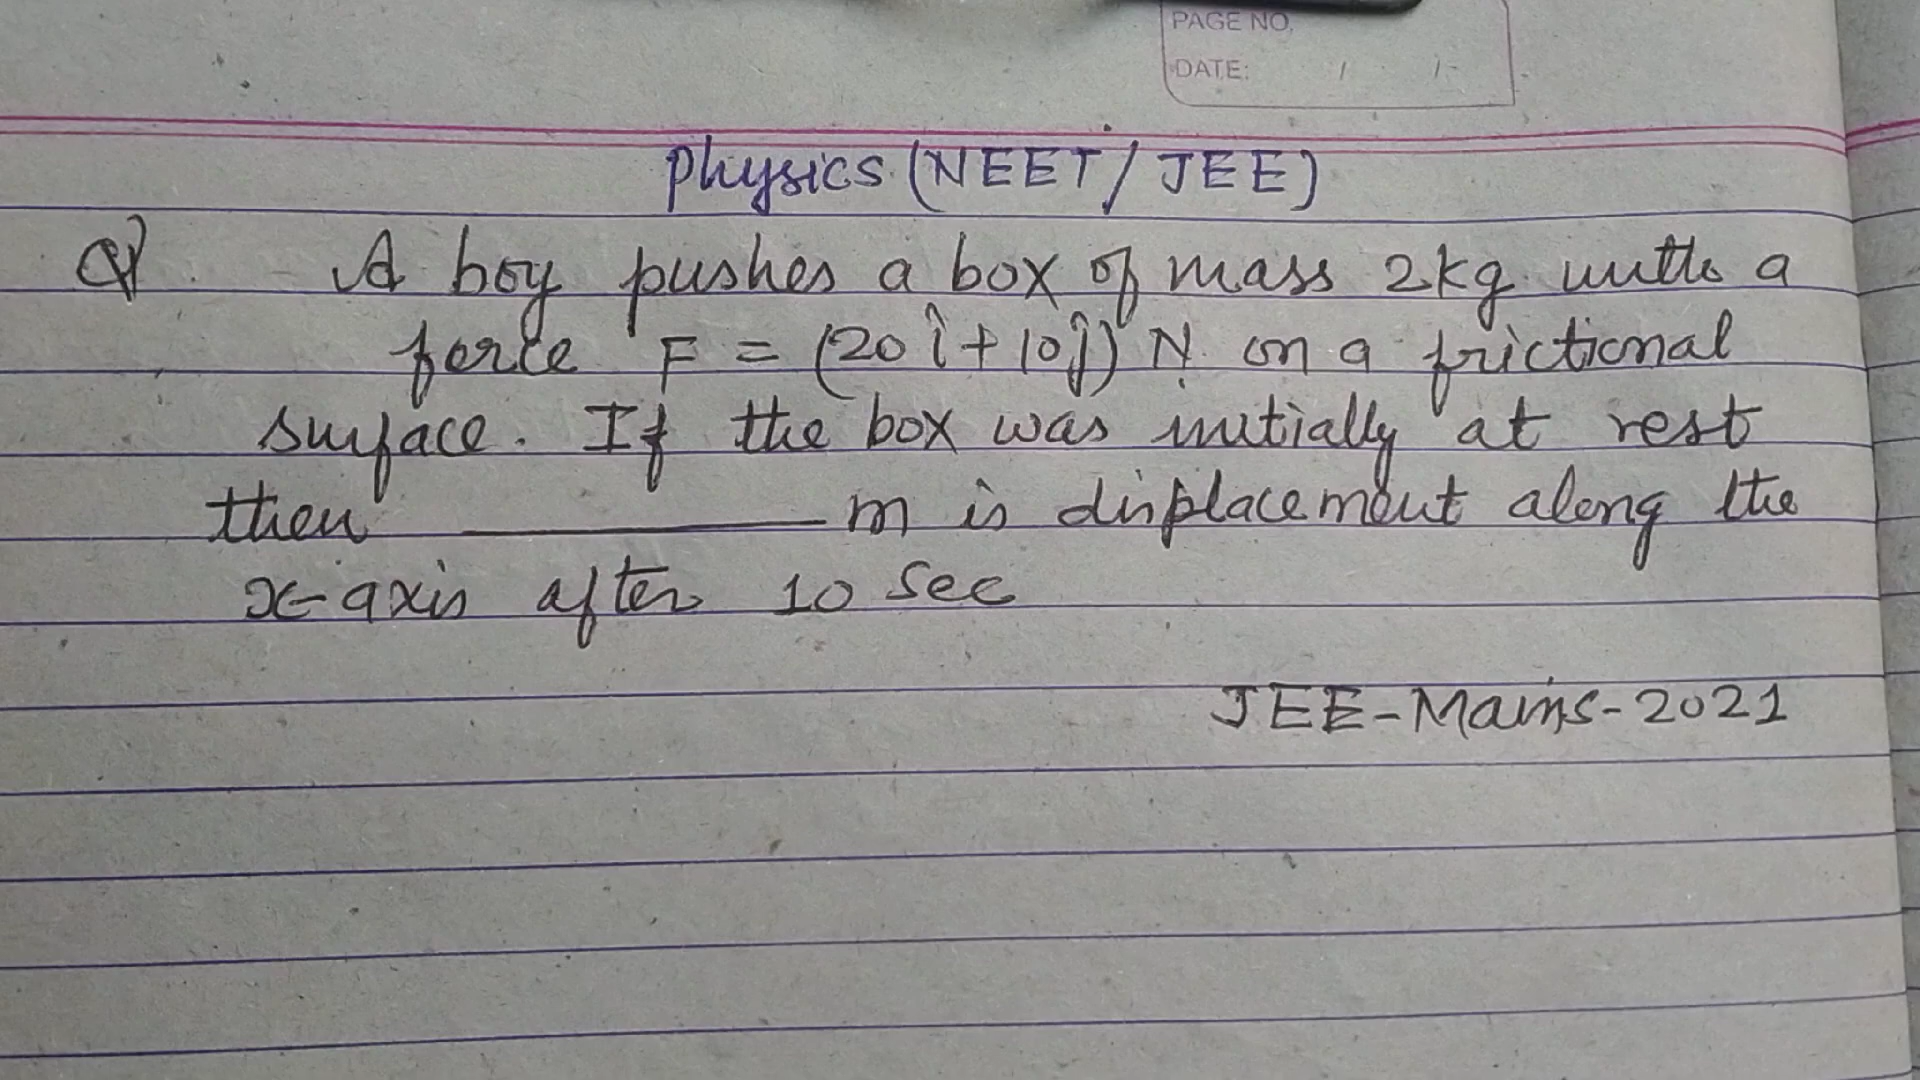 PAGE NO.
DATE: / /
Physics (NEET/JEE)
Q. A boy pushes a box of mass 2kg with a
force F = (20î + 10ĵ) N on a frictional
surface. If the box was initially at rest
then ________ m is displacement along the
x-axis after 10 sec
JEE-Mains-2021